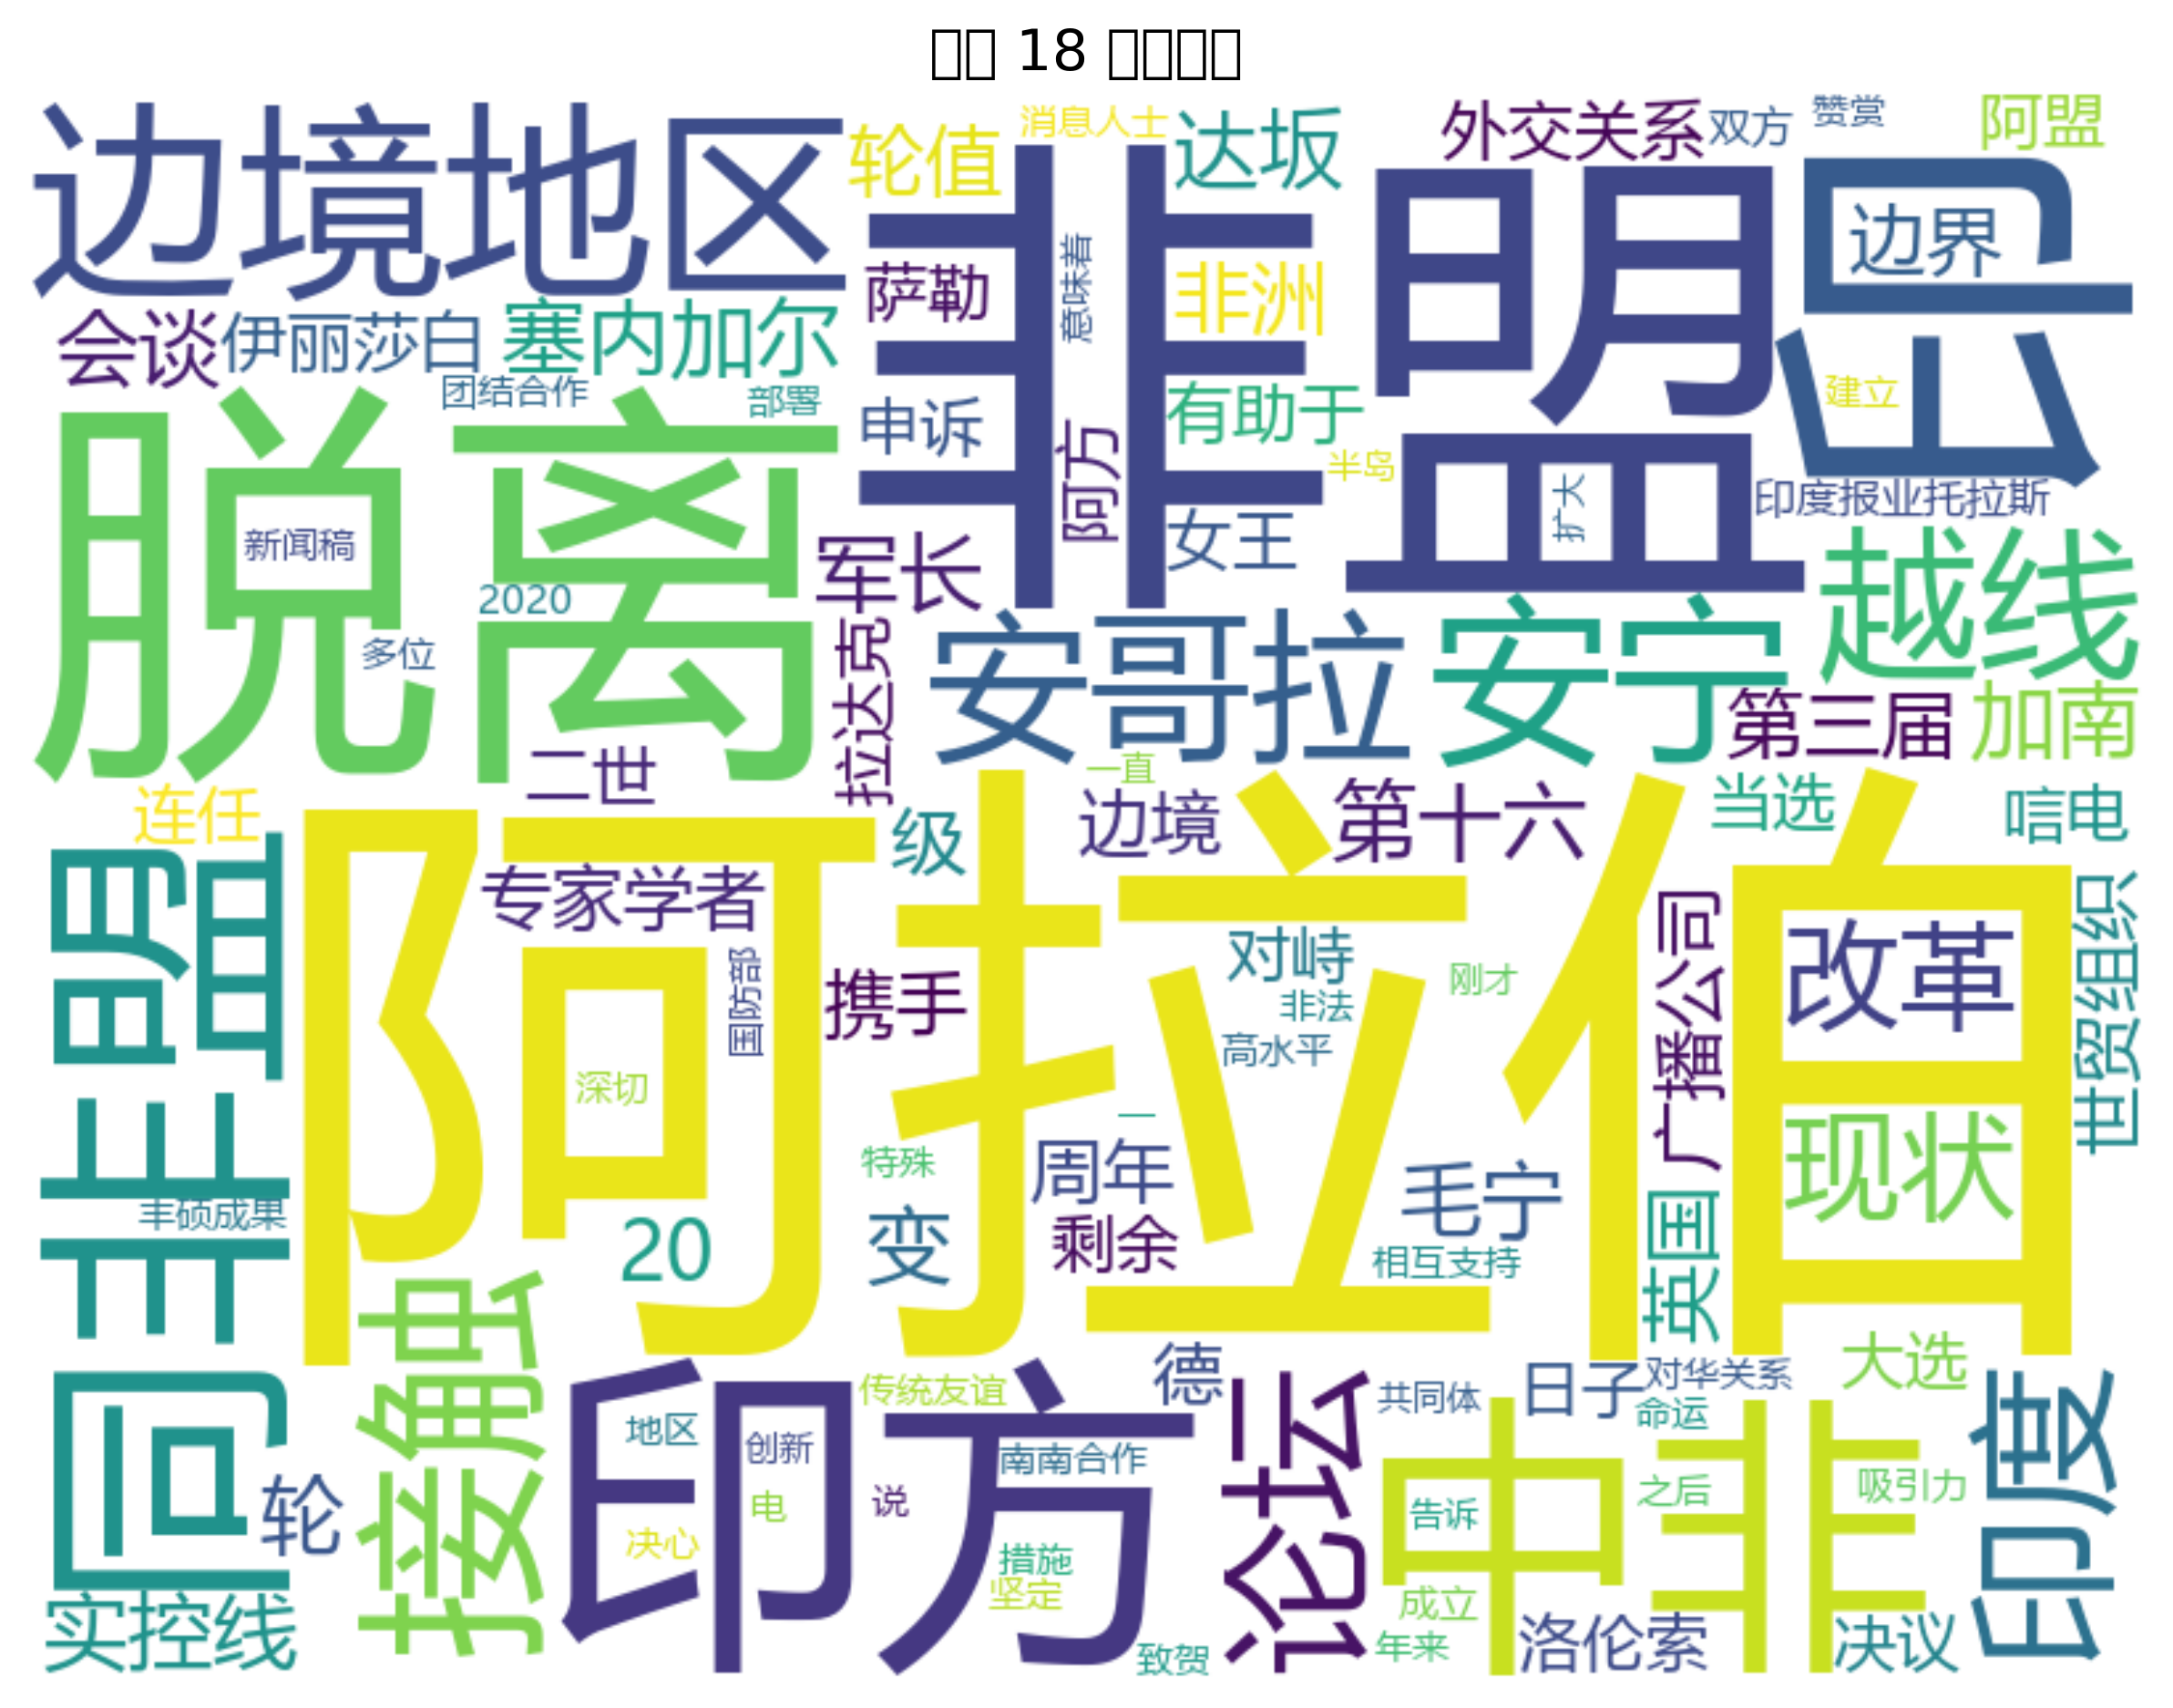 18
边境地区
轮值
消息人士
达坂
外交关系
双方
赞赏
阿盟
非盟
边界
会谈
伊丽莎白
塞内加尔
萨勒
意味着
非洲
团结合作
部署
申诉
阿方
有助于
半岛
建立
扩大
印度报业托拉斯
脱离
新闻稿
2020
多位
军长
女王
越线
拉达克
安哥拉
安宁
第三届
加南
二世
一直
连任
级
边境
第十六
当选
唁电
非盟
阿拉伯
专家学者
国防部
携手
对峙
非法
高水平
刚才
广播公司
改革
世贸组织
深切
特殊
一
周年
毛宁
现状
丰硕成果
20
变
剩余
相互支持
英国
接触
印方
传统友谊
德
论坛
共同体
日子
对华关系
命运
大选
印度
地区
创新
南南合作
轮
电
说
决心
措施
坚定
中非
告诉
之后
吸引力
成立
年来
实控线
致贺
洛伦索
决议